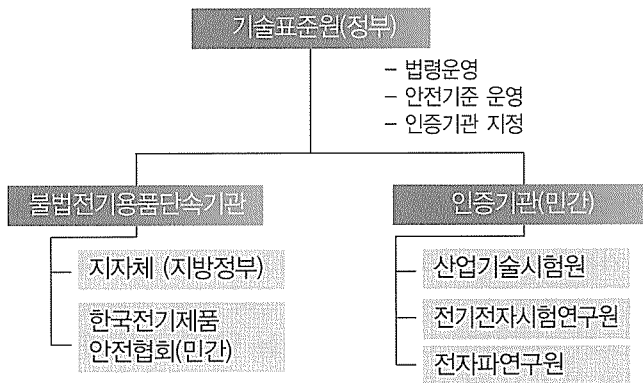 기술표준원(정부)
- 법령운영
- 안전기준 운영
- 인증기관 지정
불법전기용품단속기관
지자체 (지방정부)
한국전기제품
안전협회(민간)
인증기관(민간)
산업기술시험원
전기전자시험연구원
전자파연구원